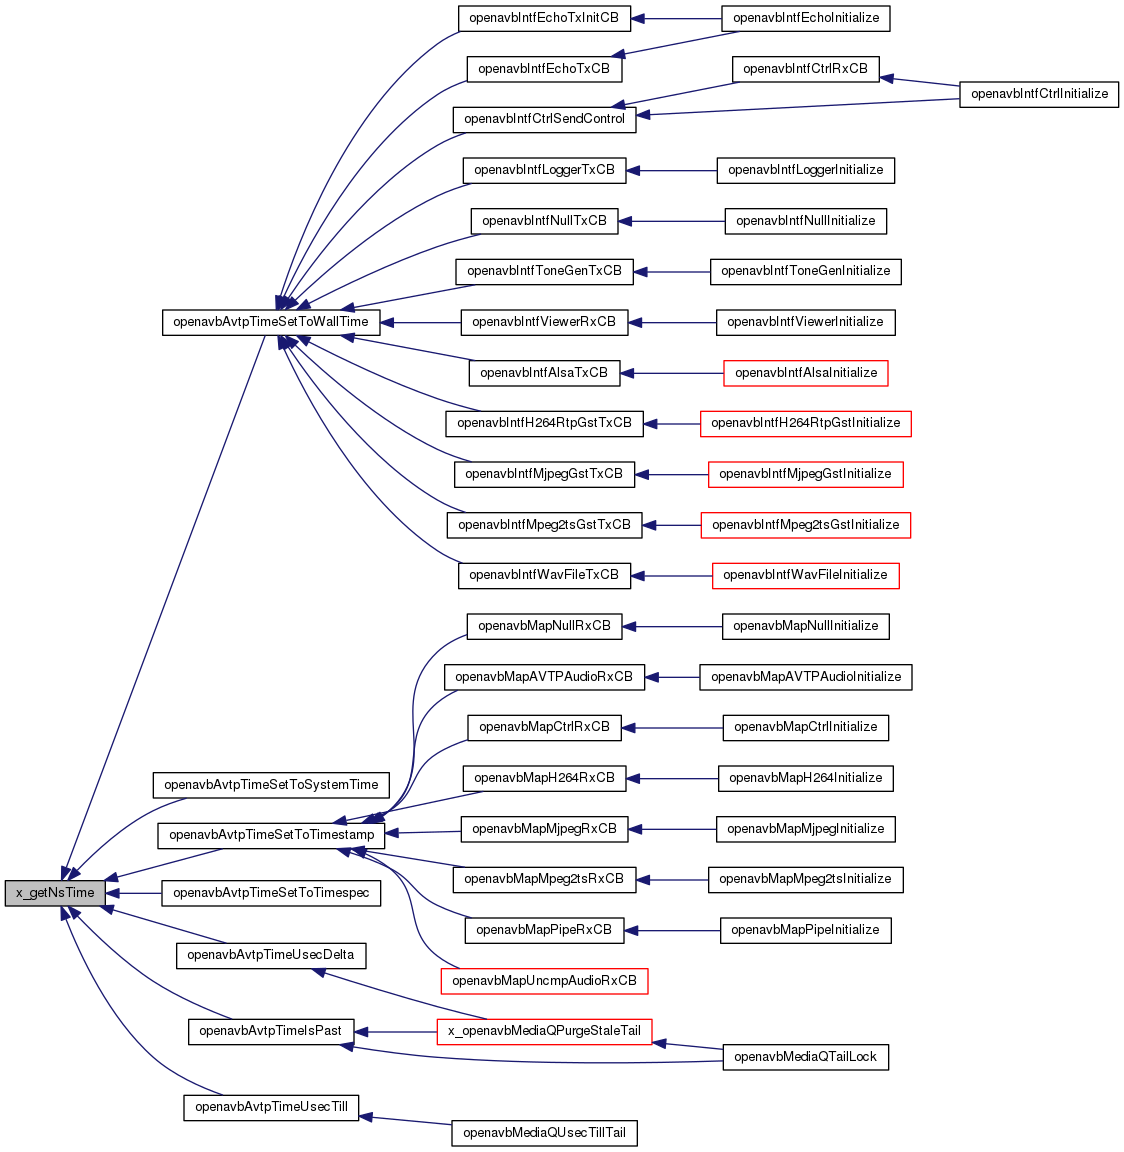 openavbIntfEchoTxInitCB
openavbIntfEchoInitialize
openavbIntfEchoTxCB
openavbIntfCtrlRxCB
openavbIntfCtrlInitialize
openavbIntfCtrlSendControl
openavbIntfLoggerTxCB
openavbIntfLoggerInitialize
openavbIntfNullTxCB
openavbIntfNullInitialize
openavbIntfToneGenTxCB
openavbIntfToneGenInitialize
openavbAvtpTimeSetToWallTime
openavbIntfViewerRxCB
openavbIntfViewerInitialize
openavbIntfAlsaTxCB
openavbIntfAlsaInitialize
openavbIntfH264RtpGstTxCB
openavbIntfH264RtpGstInitialize
openavbIntfMjpegGstTxCB
openavbIntfMjpegGstInitialize
openavbIntfMpeg2tsGstTxCB
openavbIntfMpeg2tsGstInitialize
openavbIntfWavFileTxCB
openavbIntfWavFileInitialize
openavbMapNullRxCB
openavbMapNullInitialize
openavbMapAVTPAudioRxCB
openavbMapAVTPAudioInitialize
openavbMapCtrlRxCB
openavbMapCtrlInitialize
openavbAvtpTimeSetToSystemTime
openavbMapH264RxCB
openavbMapH264Initialize
openavbAvtpTimeSetToTimestamp
openavbMapMjpegRxCB
openavbMapMjpegInitialize
x_getNsTime
openavbAvtpTimeSetToTimespec
openavbMapMpeg2tsRxCB
openavbMapMpeg2tsInitialize
openavbMapPipeRxCB
openavbMapPipeInitialize
openavbAvtpTimeUsecDelta
openavbMapUncmpAudioRxCB
openavbAvtpTimeIsPast
x_openavbMediaQPurgeStaleTail
openavbMediaQTailLock
openavbAvtpTimeUsecTill
openavbMediaQUsecTillTail